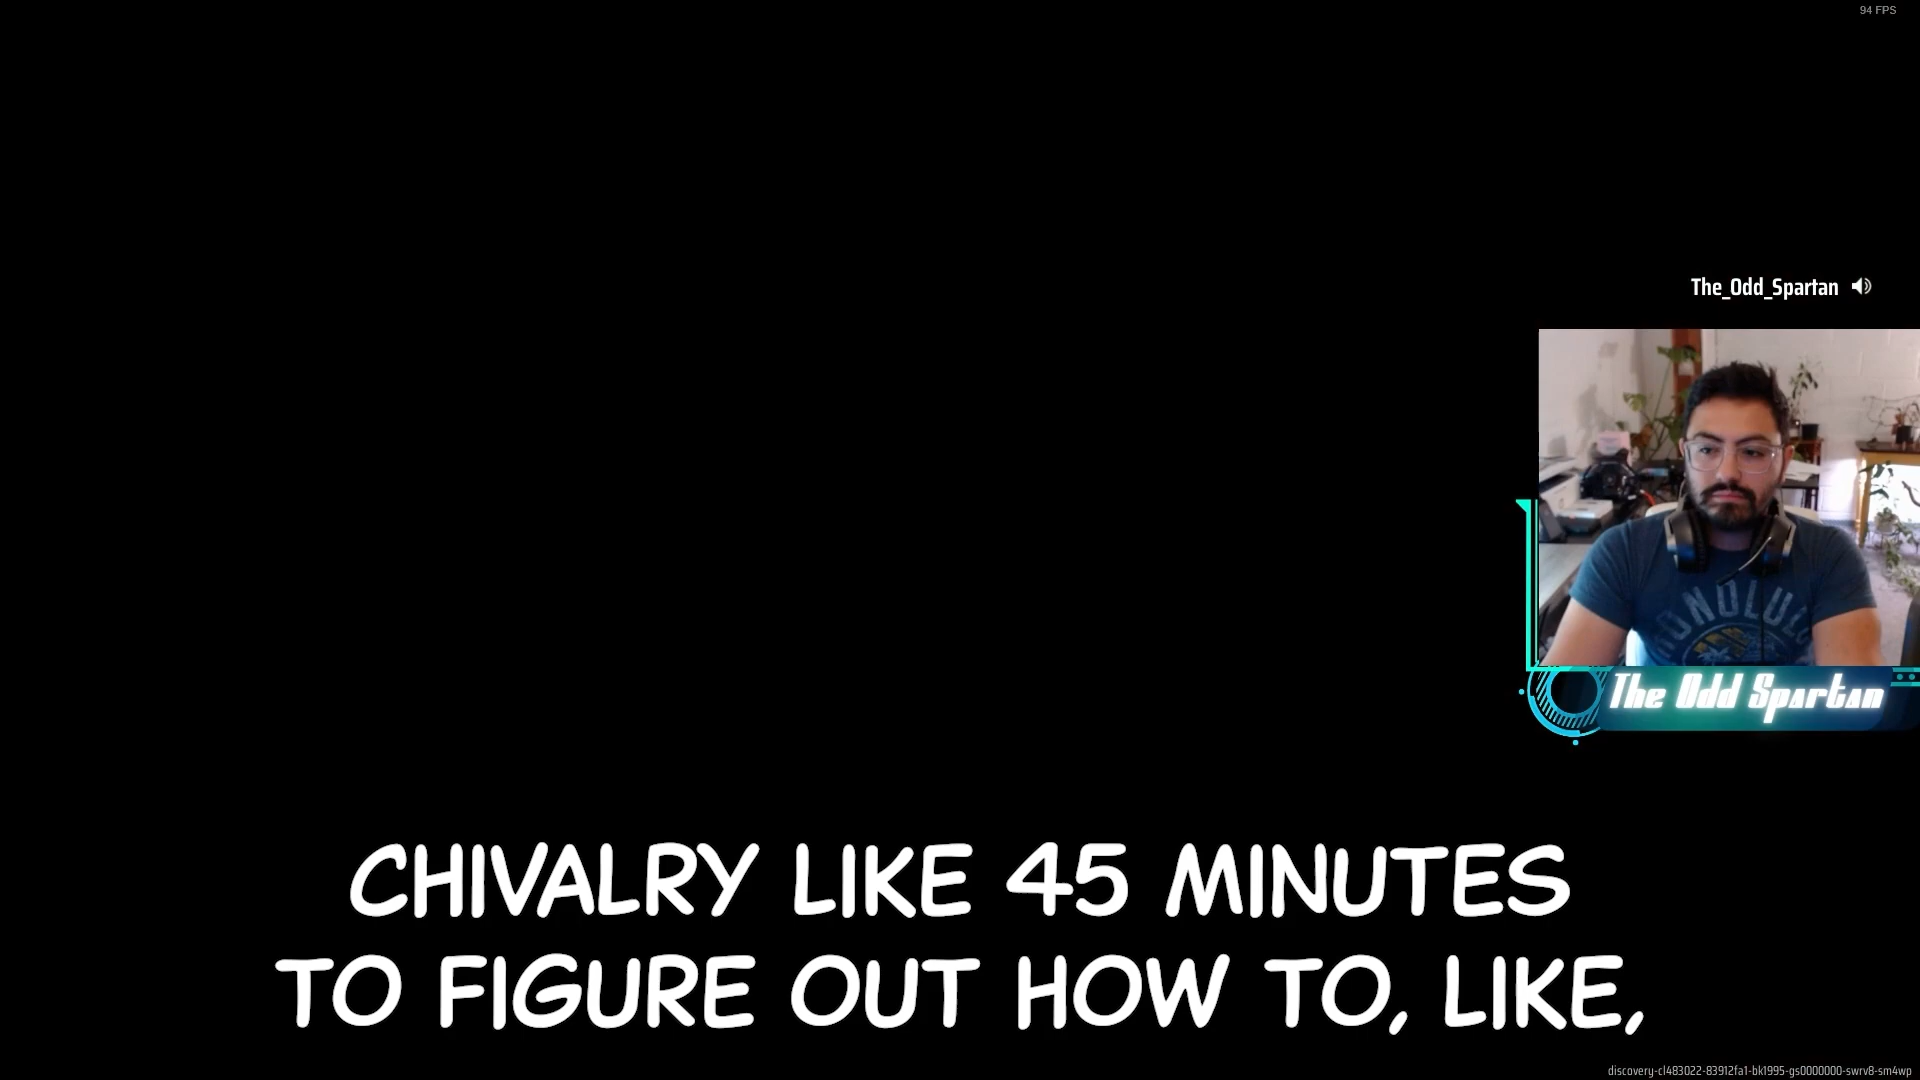 94 FPS
The_Odd_Spartan
HONOLULU
The Odd Spartan
CHIVALRY LIKE 45 MINUTES
TO FIGURE OUT HOW TO, LIKE,
discovery-cl483022-83912fa1-bk1995-gs0000000-swrv8-sm4wp